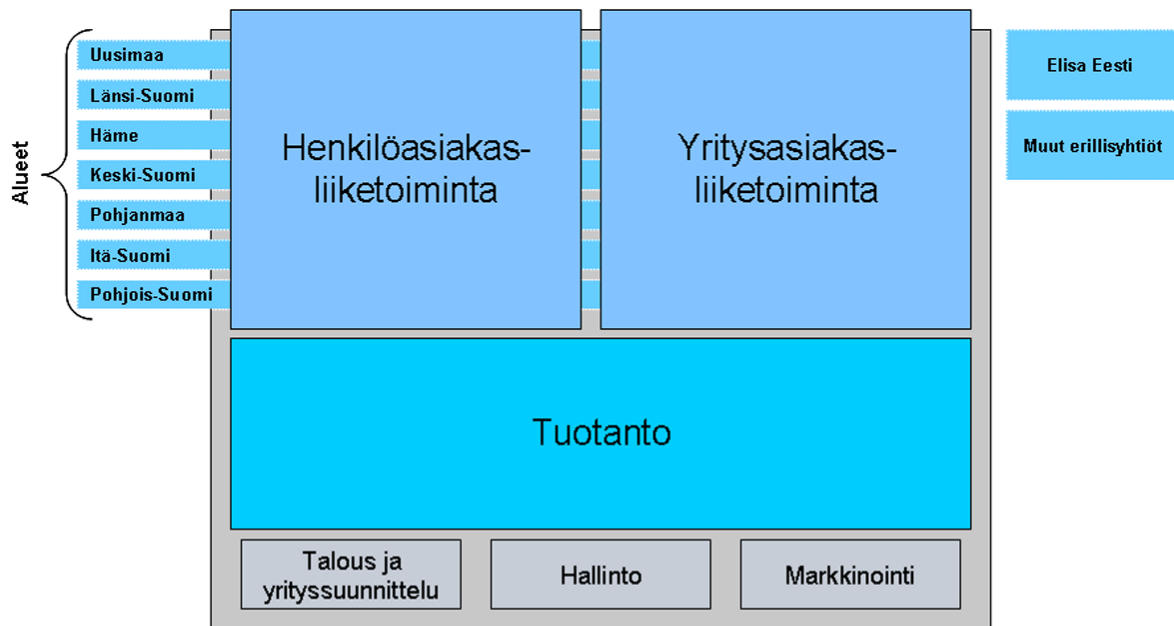 Alueet
Uusimaa
Länsi-Suomi
Häme
Keski-Suomi
Pohjanmaa
Itä-Suomi
Pohjois-Suomi
Henkilöasiakas-
liiketoiminta
Yritysasiakas-
liiketoiminta
Elisa Eesti
Muut erillisyhtiöt
Tuotanto
Talous ja
yrityssuunnittelu
Hallinto
Markkinointi